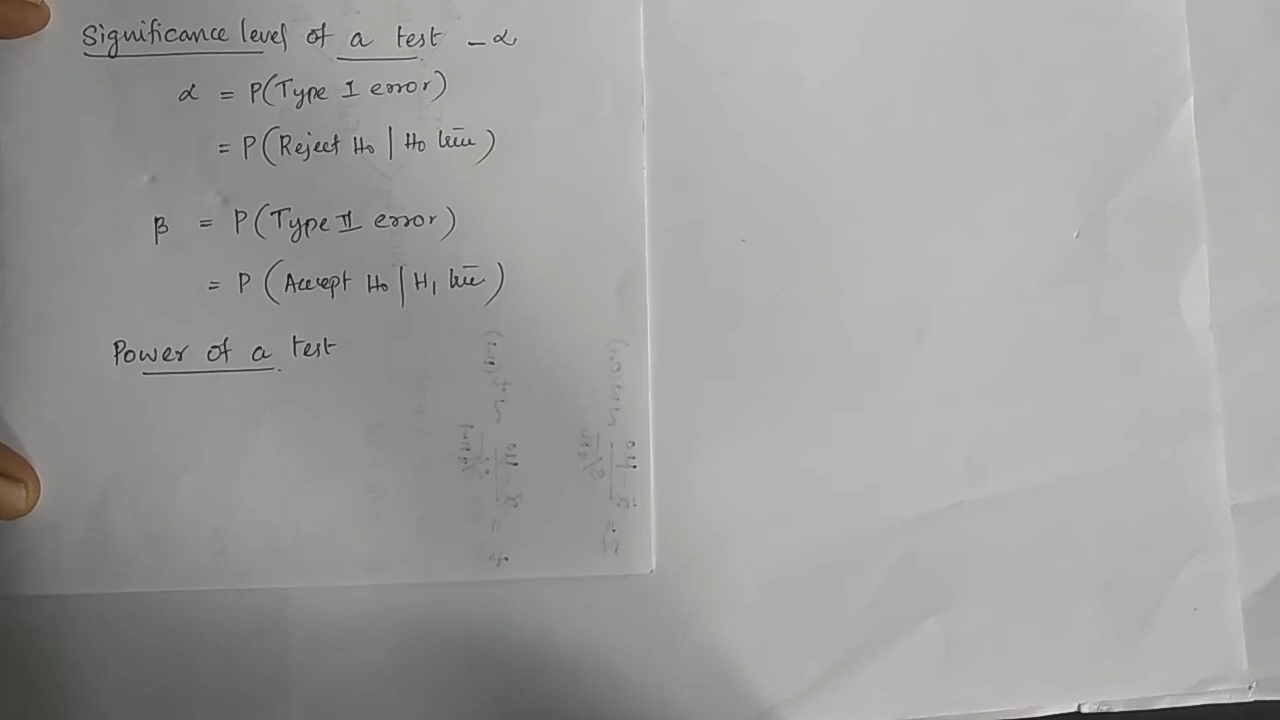 Significance level of a test - α
α = P(Type I error)
= P(Reject H₀ | H₀ true)
β = P(Type II error)
= P(Accept H₀ | H₁ true)
Power of a test